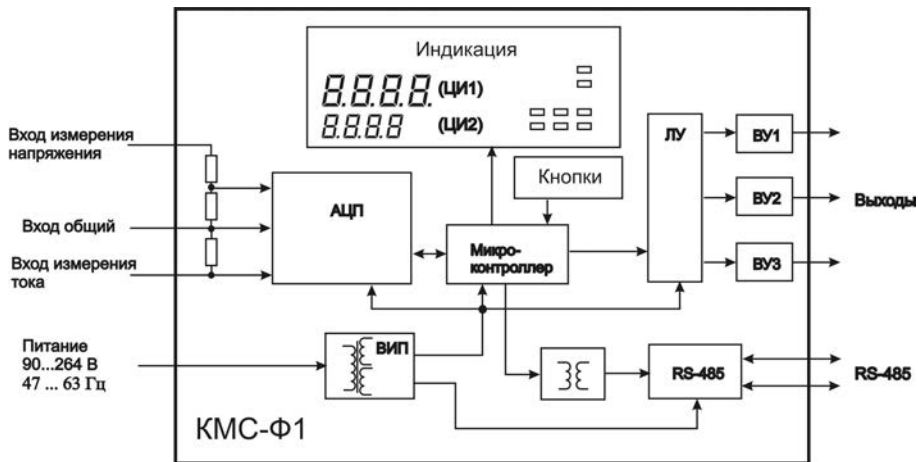 Индикация
8.8.8.8. (ЦИ1)
8.8.8.8 (ЦИ2)
Вход измерения
напряжения
Кнопки
ЛУ
ВУ1
ВУ2
ВУ3
Выходы
АЦП
Вход общий
Микро-
контроллер
Вход измерения
тока
Питание
90...264 В
47 ... 63 Гц
ВИП
RS-485
RS-485
КМС-Ф1